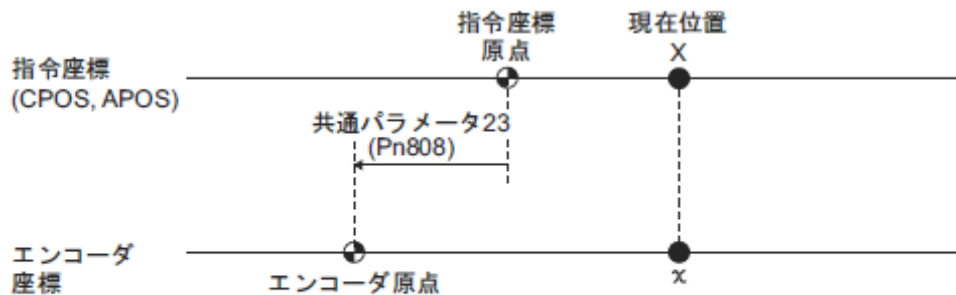 指令座標
原点
現在位置
X
指令座標
(CPOS, APOS)
共通パラメータ23
(Pn808)
エンコーダ
座標
エンコーダ原点
x